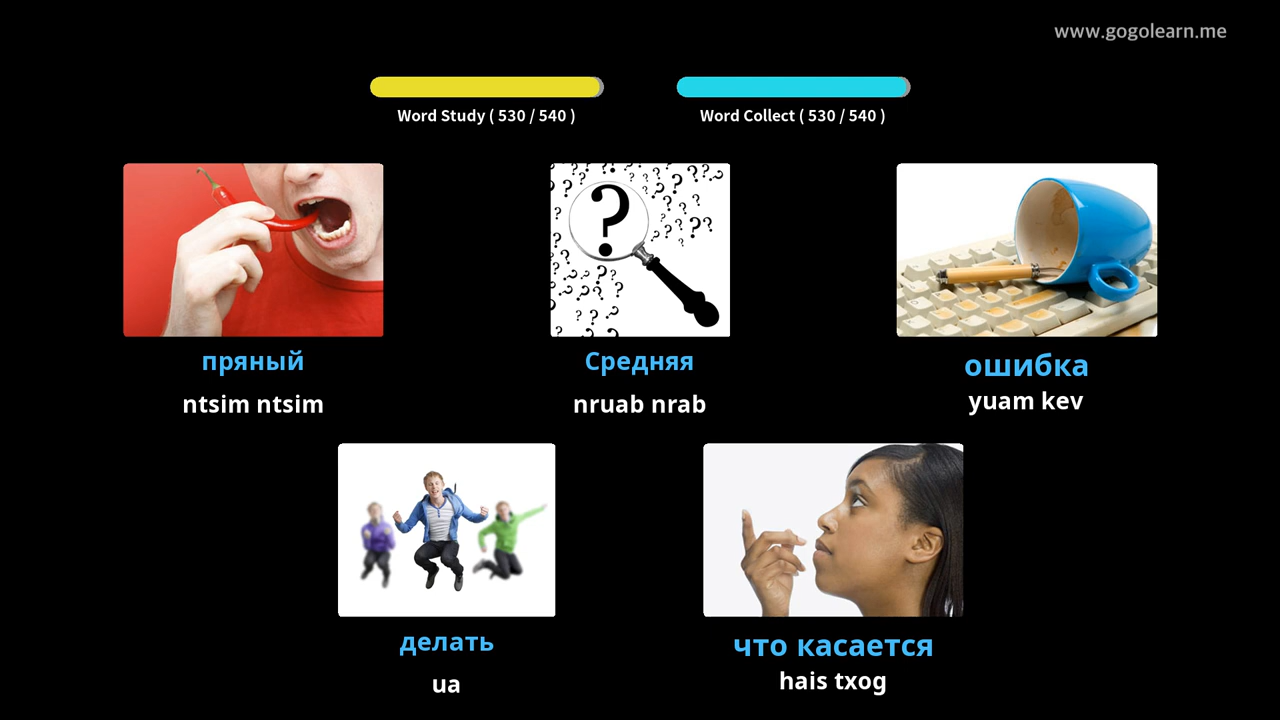 www.gogolearn.me
Word Study ( 530 / 540 )
Word Collect ( 530 / 540 )
пряный
ntsim ntsim
Средняя
nruab nrab
ошибка
yuam kev
делать
ua
что касается
hais txog